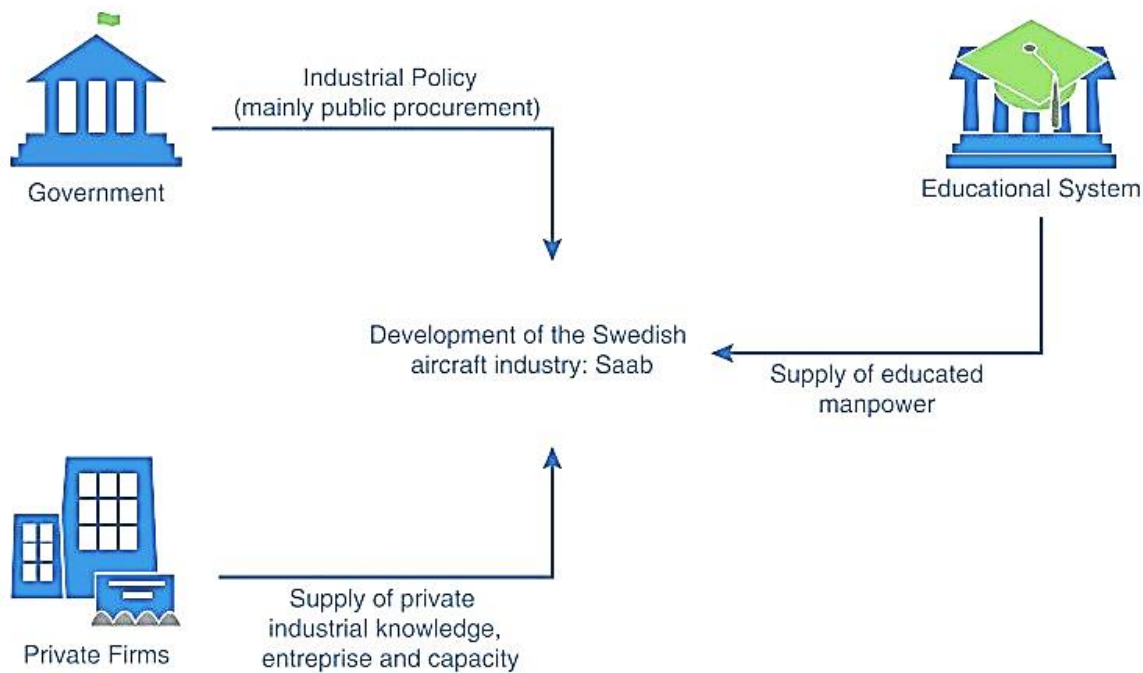 Industrial Policy
(mainly public procurement)
Government
Educational System
Development of the Swedish
aircraft industry: Saab
Supply of educated
manpower
Supply of private
industrial knowledge,
entreprise and capacity
Private Firms